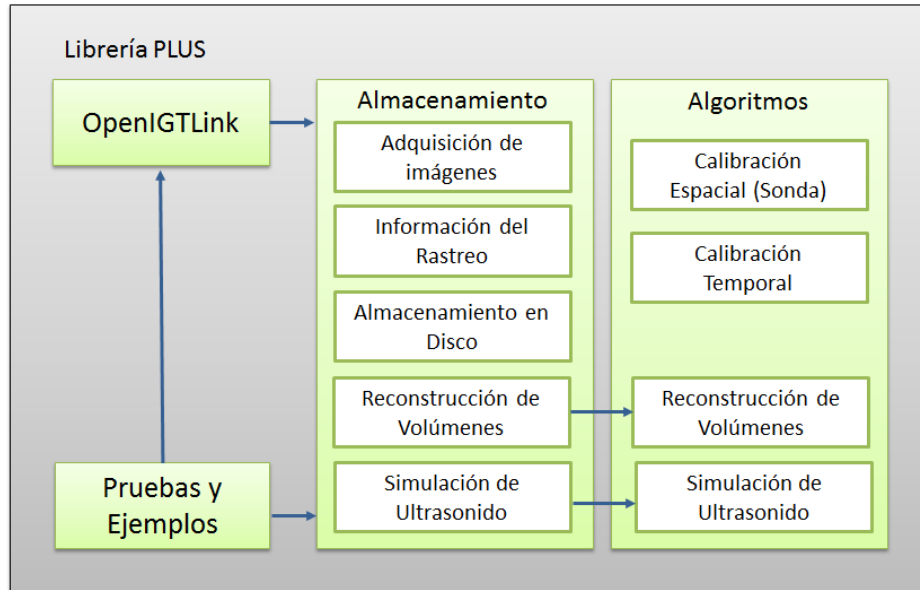 Librería PLUS
OpenIGTLink
Pruebas y
Ejemplos
Almacenamiento
Adquisición de
imágenes
Información del
Rastreo
Almacenamiento en
Disco
Reconstrucción de
Volúmenes
Simulación de
Ultrasonido
Algoritmos
Calibración
Espacial (Sonda)
Calibración
Temporal
Reconstrucción de
Volúmenes
Simulación de
Ultrasonido